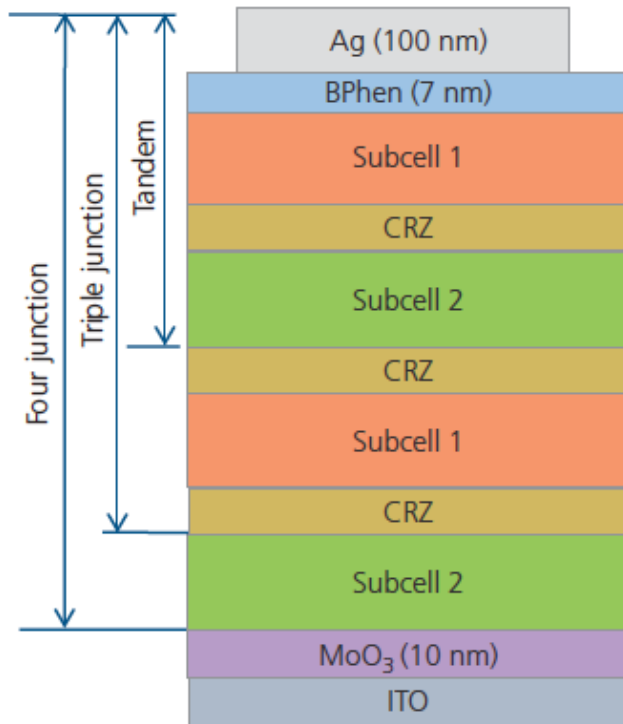 Ag (100 nm)
BPhen (7 nm)
Subcell 1
CRZ
Subcell 2
CRZ
Subcell 1
CRZ
Subcell 2
MoO₃ (10 nm)
ITO
Four junction
Triple junction
Tandem